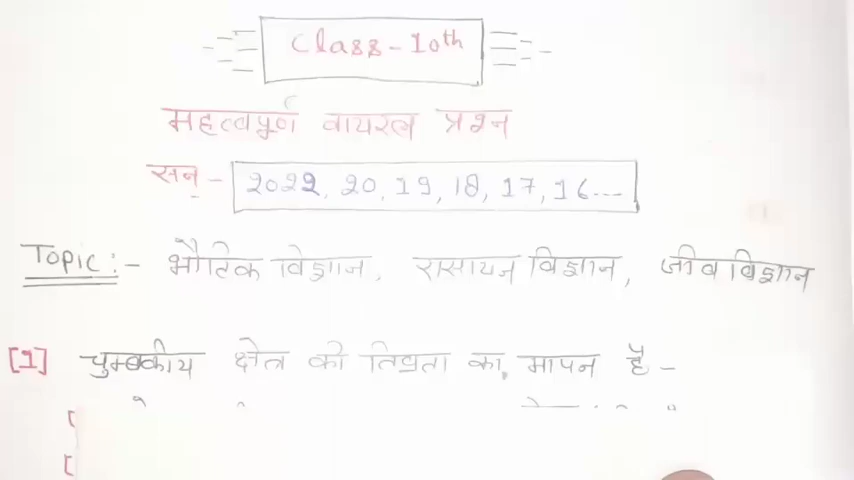 Class - 10th
महत्वपूर्ण वायरल प्रश्न
सन् - 2022, 20, 19, 18, 17, 16....
Topic :- भौतिक विज्ञान, रासायन विज्ञान, जीव विज्ञान
[1] चुम्बकीय क्षेत्र की तिव्रता का मापन है -
[
[